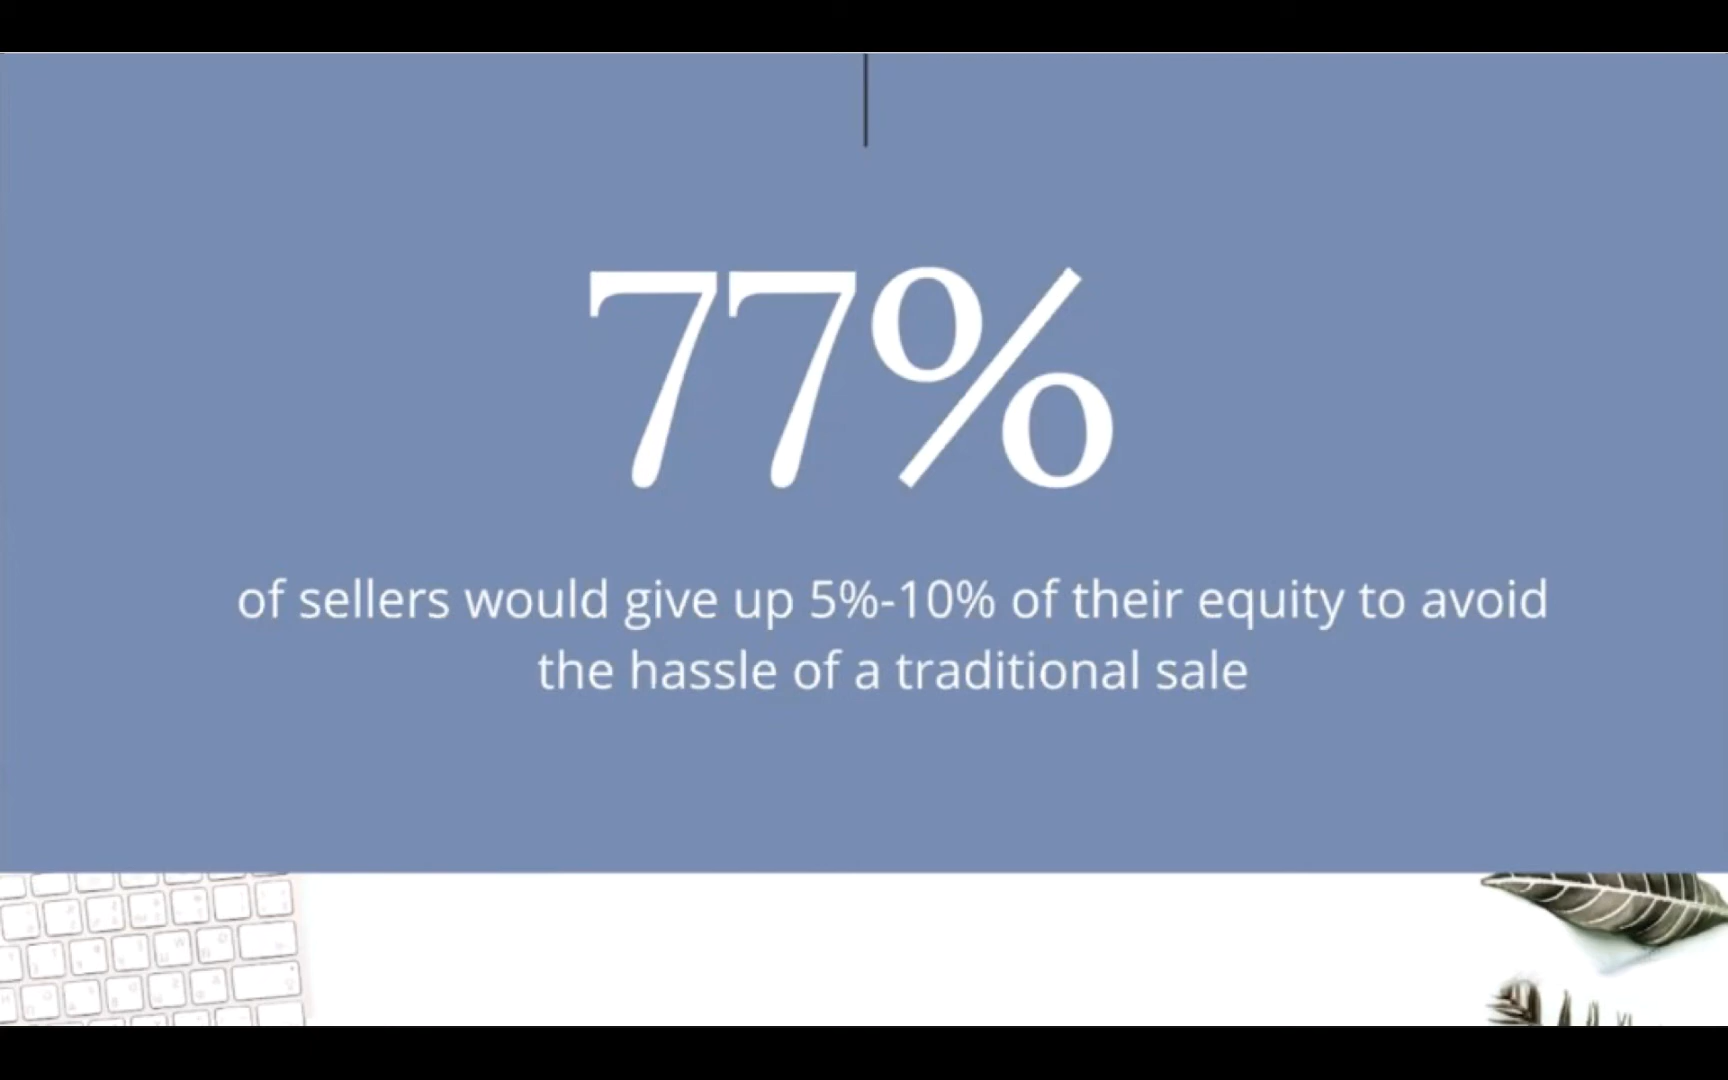 77%
of sellers would give up 5%-10% of their equity to avoid
the hassle of a traditional sale